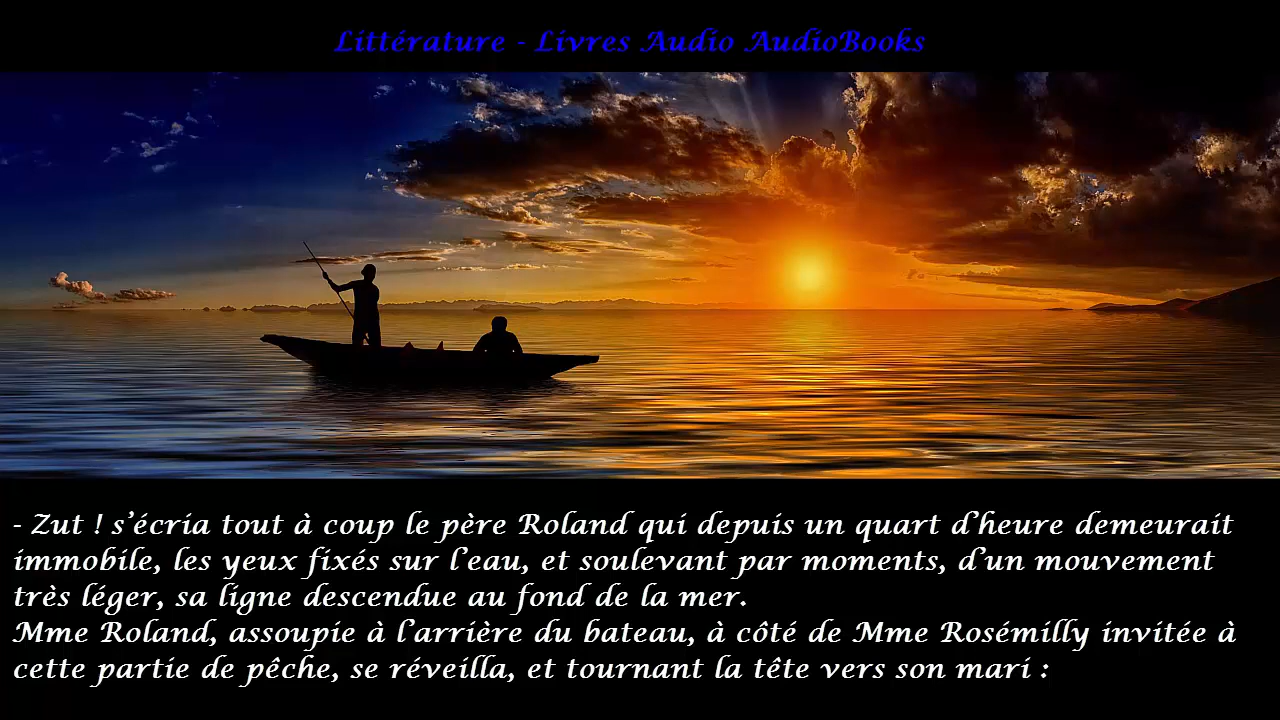 Littérature - Livres Audio AudioBooks
- Zut ! s'écria tout à coup le père Roland qui depuis un quart d'heure demeurait
immobile, les yeux fixés sur l'eau, et soulevant par moments, d'un mouvement
très léger, sa ligne descendue au fond de la mer.
Mme Roland, assoupie à l'arrière du bateau, à côté de Mme Rosémilly invitée à
cette partie de pêche, se réveilla, et tournant la tête vers son mari :